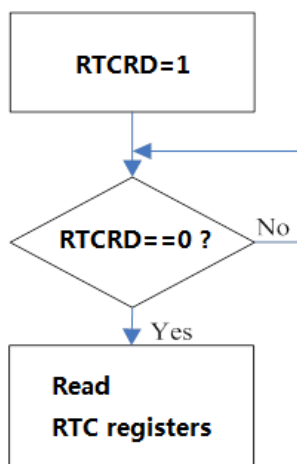 RTCRD=1
RTCRD==0 ?
No
Yes
Read
RTC registers